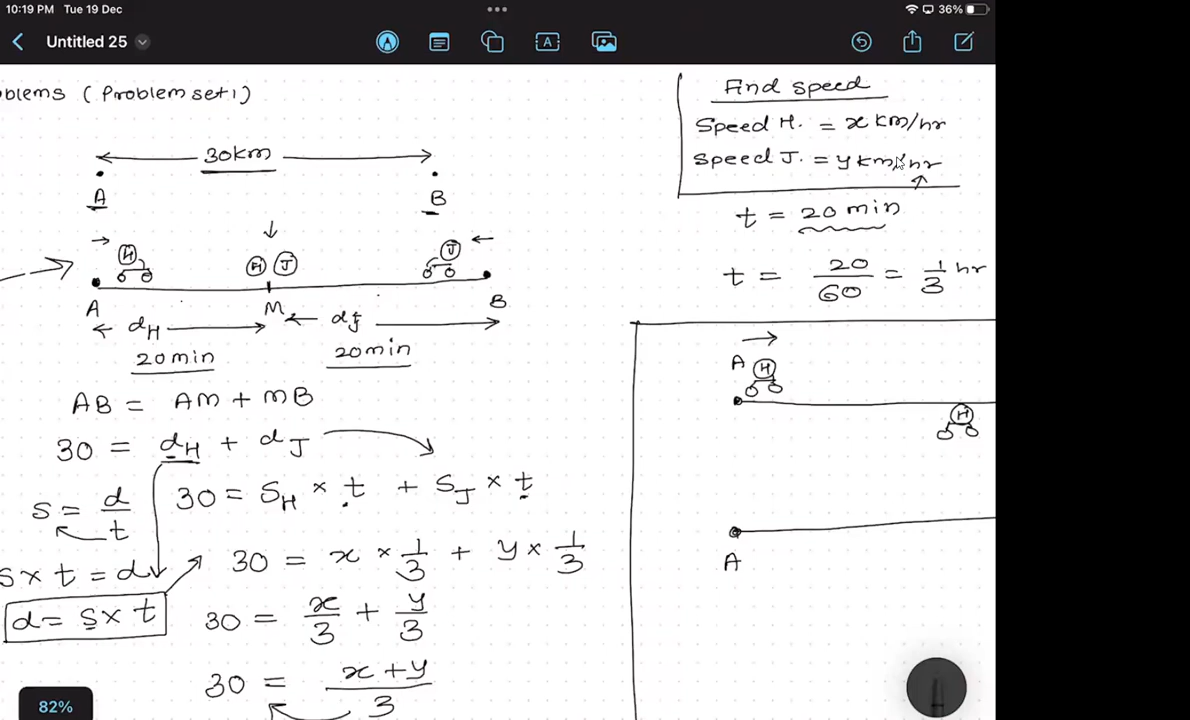 10:19 PM Tue 19 Dec
36%
Untitled 25
oblems (Problem set 1)
30km
A B
H H J J
A M B
dH dJ
20min 20min
AB = AM + MB
30 = dH + dJ
S = d/t
30 = SH × t + SJ × t
s × t = d
30 = x × 1/3 + y × 1/3
d = s × t
30 = x/3 + y/3
30 = x+y/3
82%
Find speed
Speed H. = x km/hr
Speed J. = y km/hr
t = 20 min
t = 20/60 = 1/3 hr
A H
H
A